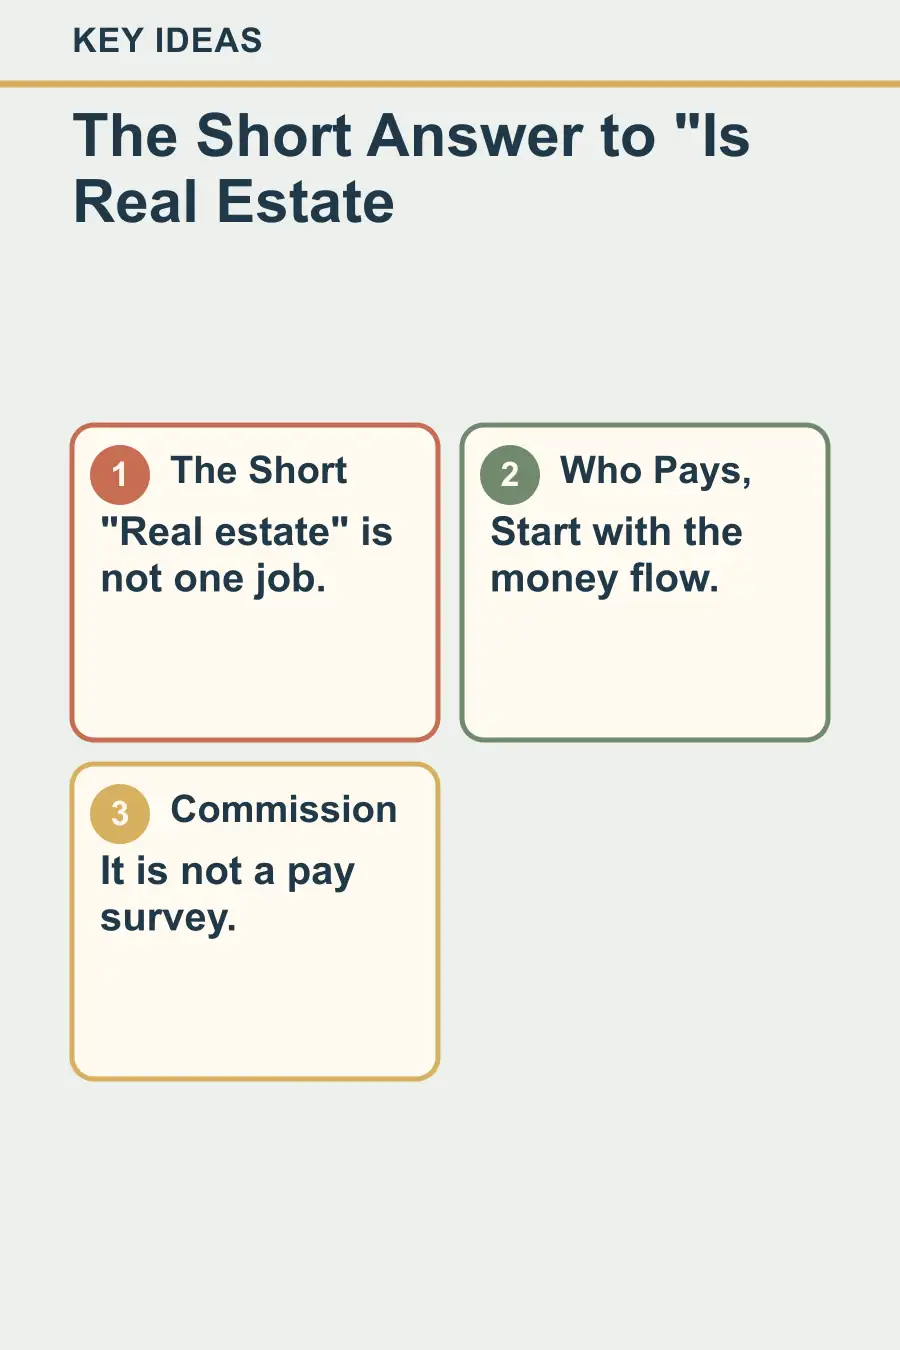 KEY IDEAS
The Short Answer to "Is
Real Estate
1 The Short
"Real estate" is
not one job.
2 Who Pays,
Start with the
money flow.
3 Commission
It is not a pay
survey.